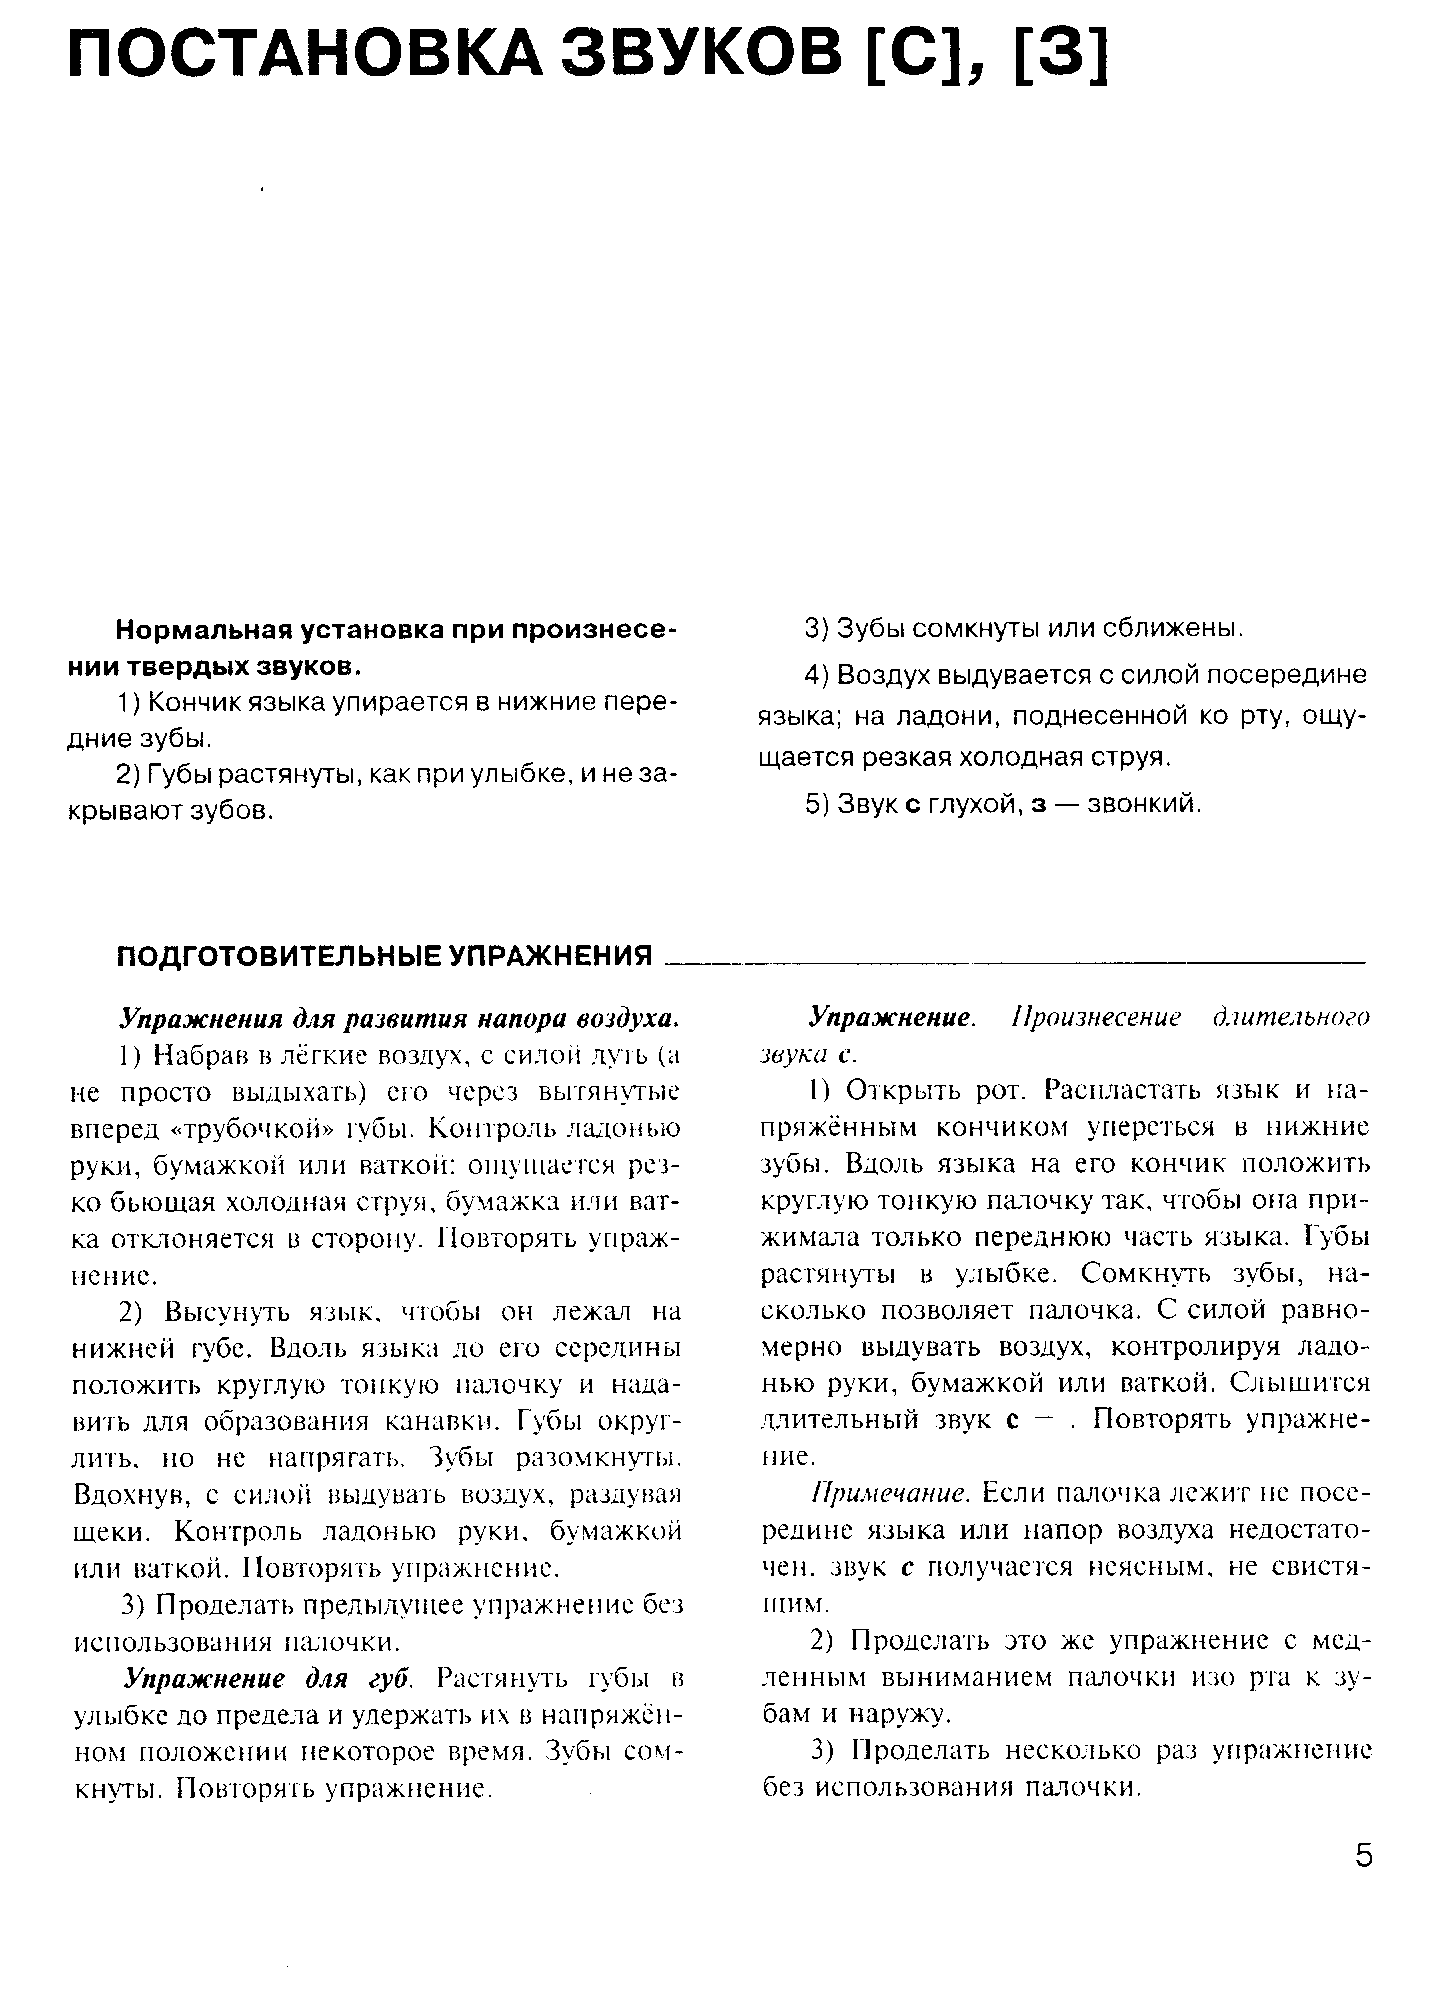 ПОСТАНОВКА ЗВУКОВ [С], [З]
Нормальная установка при произнесе-
нии твердых звуков.
1) Кончик языка упирается в нижние пере-
дние зубы.
2) Губы растянуты, как при улыбке, и не за-
крывают зубов.
3) Зубы сомкнуты или сближены.
4) Воздух выдувается с силой посередине
языка; на ладони, поднесенной ко рту, ощу-
щается резкая холодная струя.
5) Звук с глухой, з — звонкий.
ПОДГОТОВИТЕЛЬНЫЕ УПРАЖНЕНИЯ
Упражнения для развития напора воздуха.
1) Набрав в лёгкие воздух, с силой дуть (а
не просто выдыхать) его через вытянутые
вперед «трубочкой» губы. Контроль ладонью
руки, бумажкой или ваткой: ощущается рез-
ко бьющая холодная струя, бумажка или ват-
ка отклоняется в сторону. Повторять упраж-
нение.
2) Высунуть язык, чтобы он лежал на
нижней губе. Вдоль языка до его середины
положить круглую тонкую палочку и нада-
вить для образования канавки. Губы округ-
лить, но не напрягать. Зубы разомкнуты.
Вдохнув, с силой выдувать воздух, раздувая
щеки. Контроль ладонью руки, бумажкой
или ваткой. Повторять упражнение.
3) Проделать предыдущее упражнение без
использования палочки.
Упражнение для губ. Растянуть губы в
улыбке до предела и удержать их в напряжён-
ном положении некоторое время. Зубы сом-
кнуты. Повторять упражнение.
Упражнение. Произнесение длительного
звука с.
1) Открыть рот. Распластать язык и на-
пряжённым кончиком упереться в нижние
зубы. Вдоль языка на его кончик положить
круглую тонкую палочку так, чтобы она при-
жимала только переднюю часть языка. Губы
растянуты в улыбке. Сомкнуть зубы, на-
сколько позволяет палочка. С силой равно-
мерно выдувать воздух, контролируя ладо-
нью руки, бумажкой или ваткой. Слышится
длительный звук с — . Повторять упражне-
ние.
Примечание. Если палочка лежит не посе-
редине языка или напор воздуха недостато-
чен, звук с получается неясным, не свистя-
щим.
2) Проделать это же упражнение с мед-
ленным выниманием палочки изо рта к зу-
бам и наружу.
3) Проделать несколько раз упражнение
без использования палочки.
5